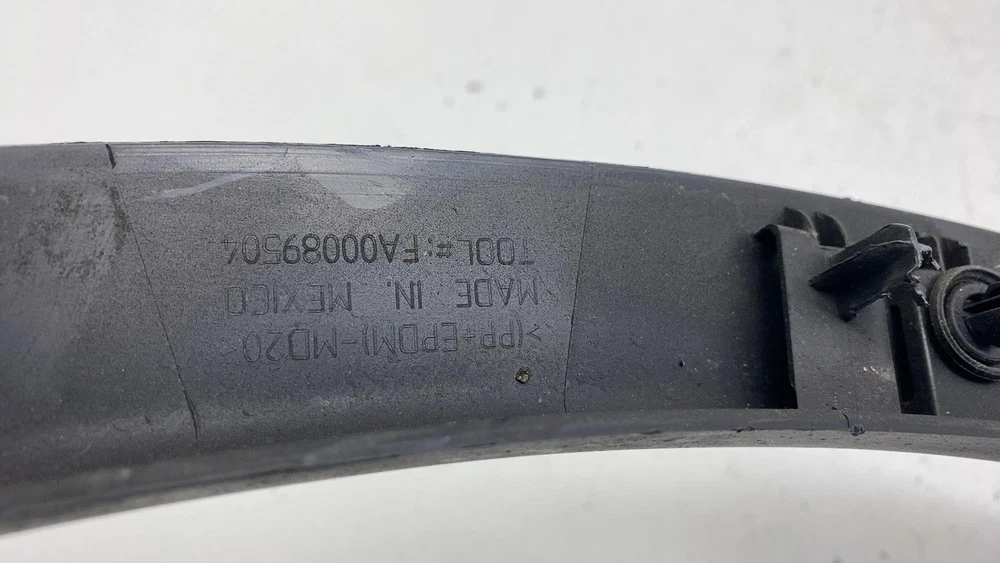 >(PP+EPDM)-MD20<
MADE IN. MEXICO
TOOL #: FA00089504